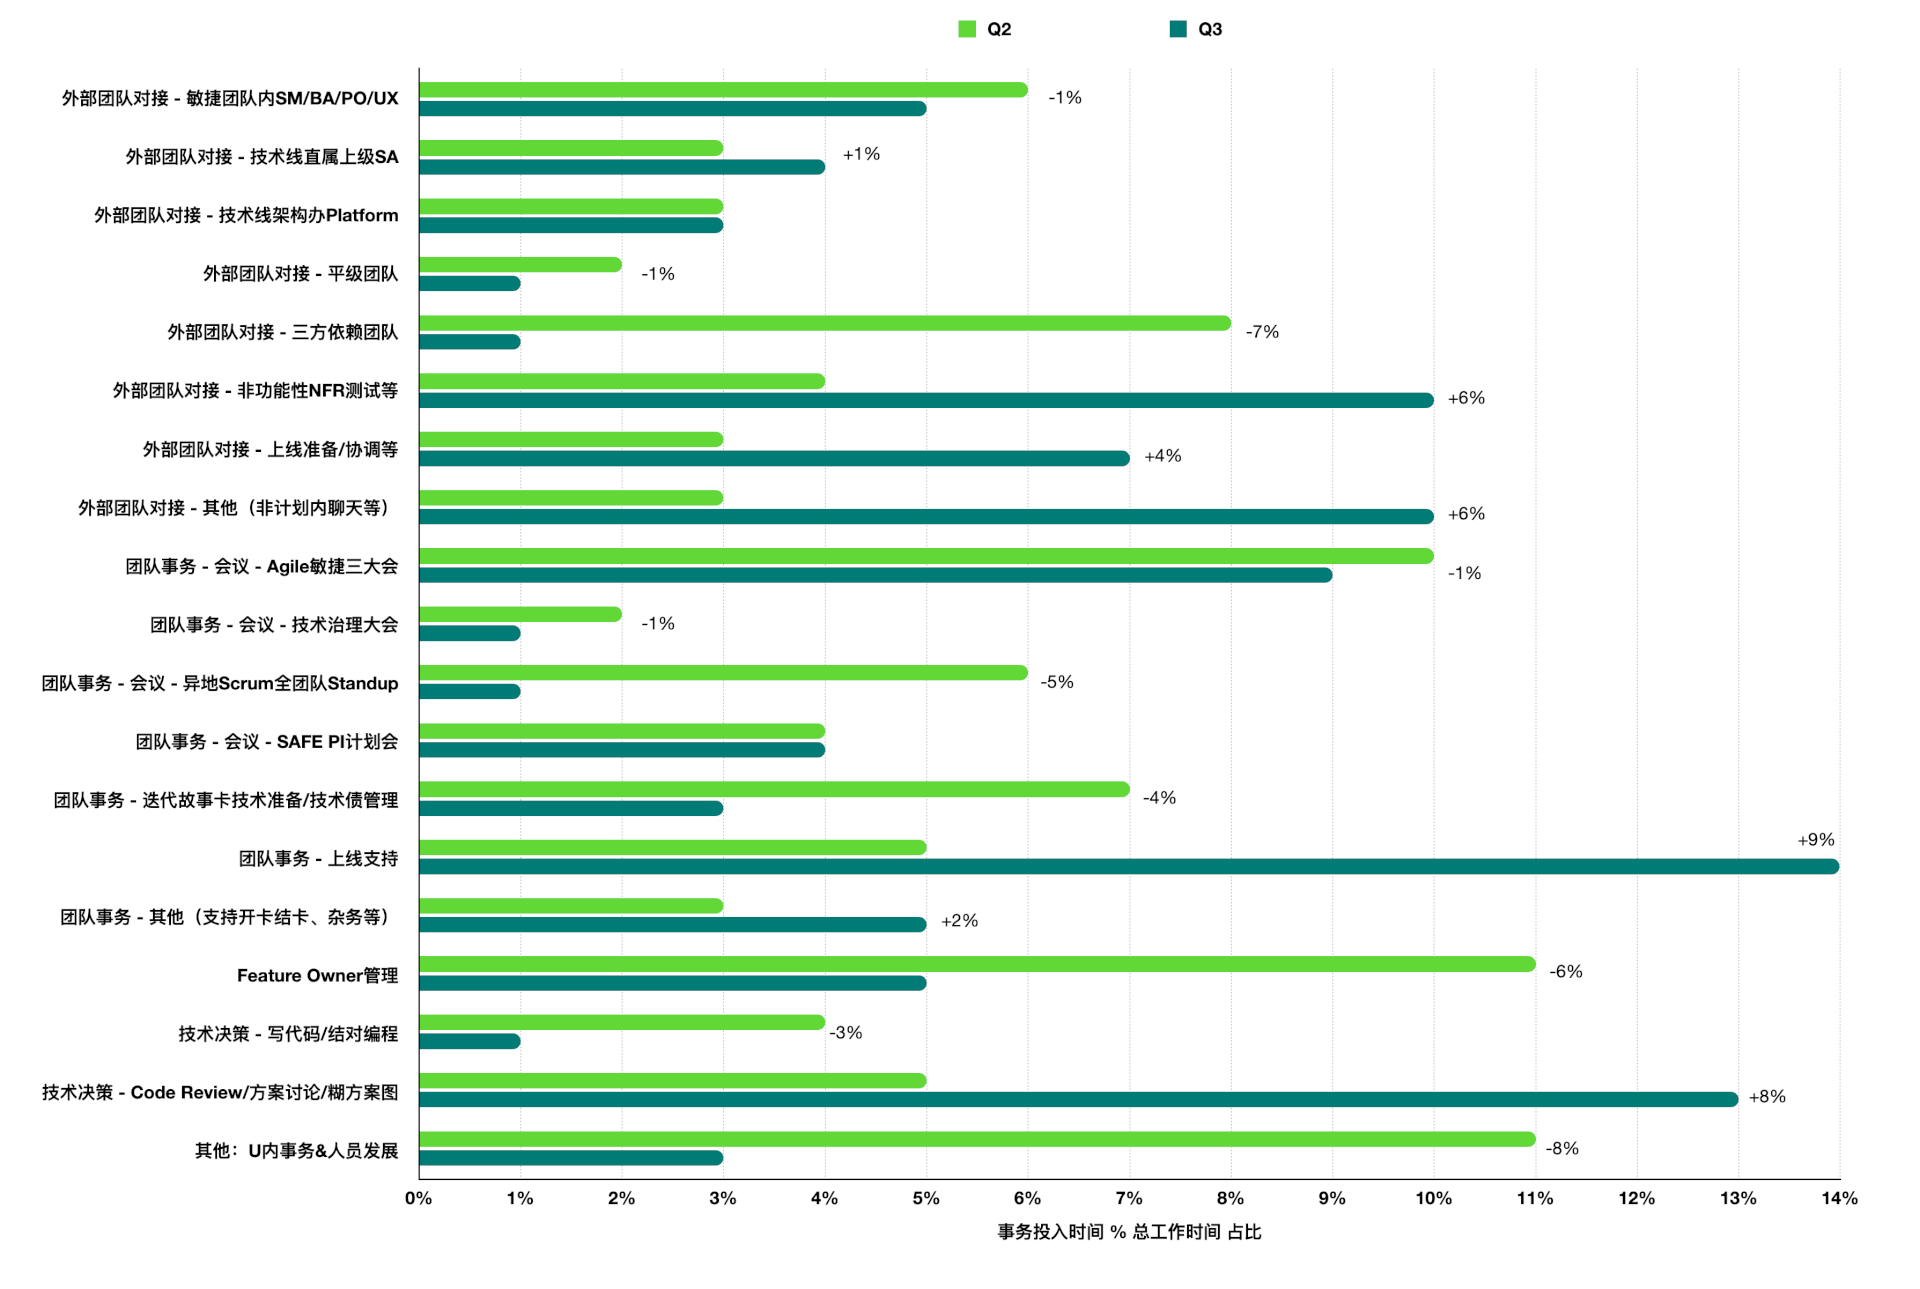 Q2 Q3
外部团队对接 - 敏捷团队内SM/BA/PO/UX
-1%
外部团队对接 - 技术线直属上级SA
+1%
外部团队对接 - 技术线架构办Platform
外部团队对接 - 平级团队
-1%
外部团队对接 - 三方依赖团队
-7%
外部团队对接 - 非功能性NFR测试等
+6%
外部团队对接 - 上线准备/协调等
+4%
外部团队对接 - 其他（非计划内聊天等）
+6%
团队事务 - 会议 - Agile敏捷三大会
-1%
团队事务 - 会议 - 技术治理大会
-1%
团队事务 - 会议 - 异地Scrum全团队Standup
-5%
团队事务 - 会议 - SAFE PI计划会
团队事务 - 迭代故事卡技术准备/技术债管理
-4%
团队事务 - 上线支持
+9%
团队事务 - 其他（支持开卡结卡、杂务等）
+2%
Feature Owner管理
-6%
技术决策 - 写代码/结对编程
-3%
技术决策 - Code Review/方案讨论/糊方案图
+8%
其他：U内事务&人员发展
-8%
0% 1% 2% 3% 4% 5% 6% 7% 8% 9% 10% 11% 12% 13% 14%
事务投入时间 % 总工作时间 占比